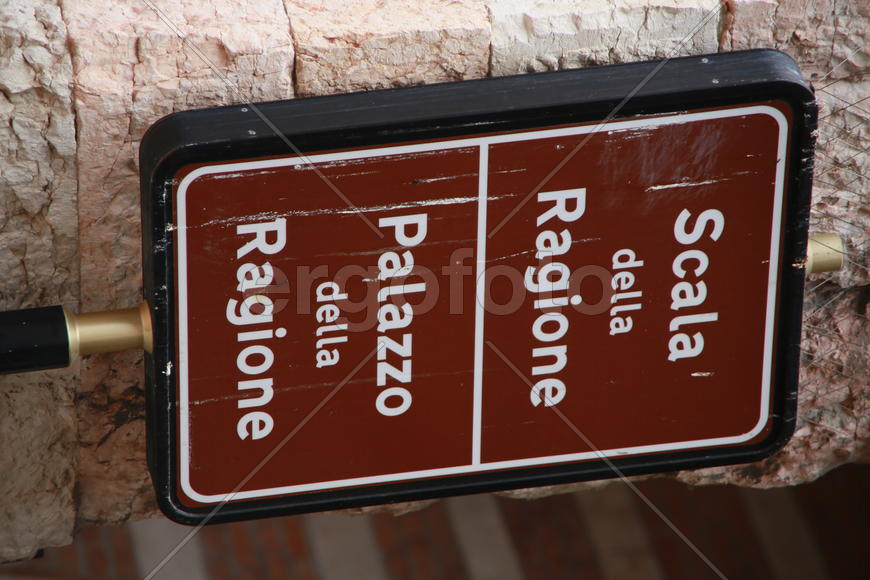 Scala
della
Ragione
Palazzo
della
Ragione
ergofoto